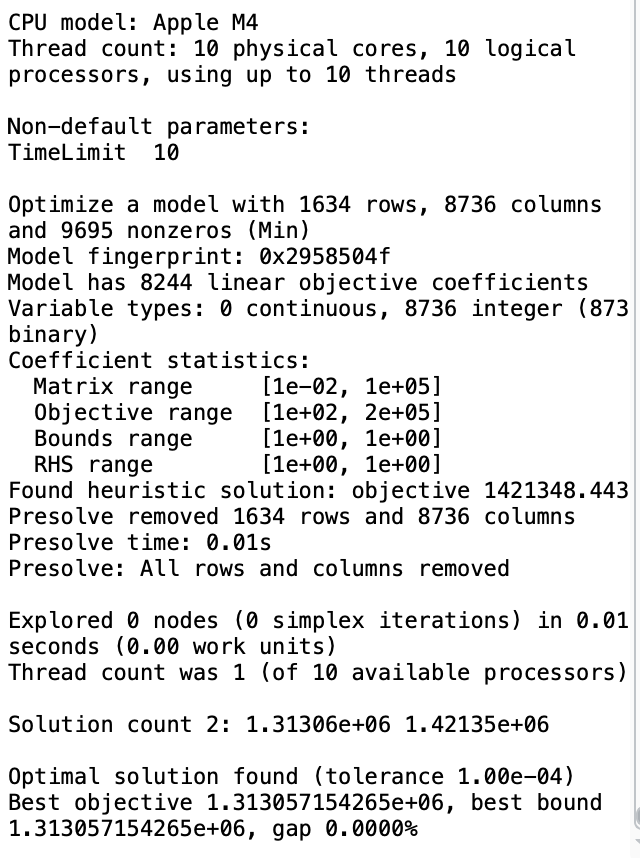 CPU model: Apple M4
Thread count: 10 physical cores, 10 logical
processors, using up to 10 threads
Non-default parameters:
TimeLimit  10
Optimize a model with 1634 rows, 8736 columns
and 9695 nonzeros (Min)
Model fingerprint: 0x2958504f
Model has 8244 linear objective coefficients
Variable types: 0 continuous, 8736 integer (873
binary)
Coefficient statistics:
  Matrix range     [1e-02, 1e+05]
  Objective range  [1e+02, 2e+05]
  Bounds range     [1e+00, 1e+00]
  RHS range        [1e+00, 1e+00]
Found heuristic solution: objective 1421348.443
Presolve removed 1634 rows and 8736 columns
Presolve time: 0.01s
Presolve: All rows and columns removed
Explored 0 nodes (0 simplex iterations) in 0.01
seconds (0.00 work units)
Thread count was 1 (of 10 available processors)
Solution count 2: 1.31306e+06 1.42135e+06
Optimal solution found (tolerance 1.00e-04)
Best objective 1.313057154265e+06, best bound
1.313057154265e+06, gap 0.0000%